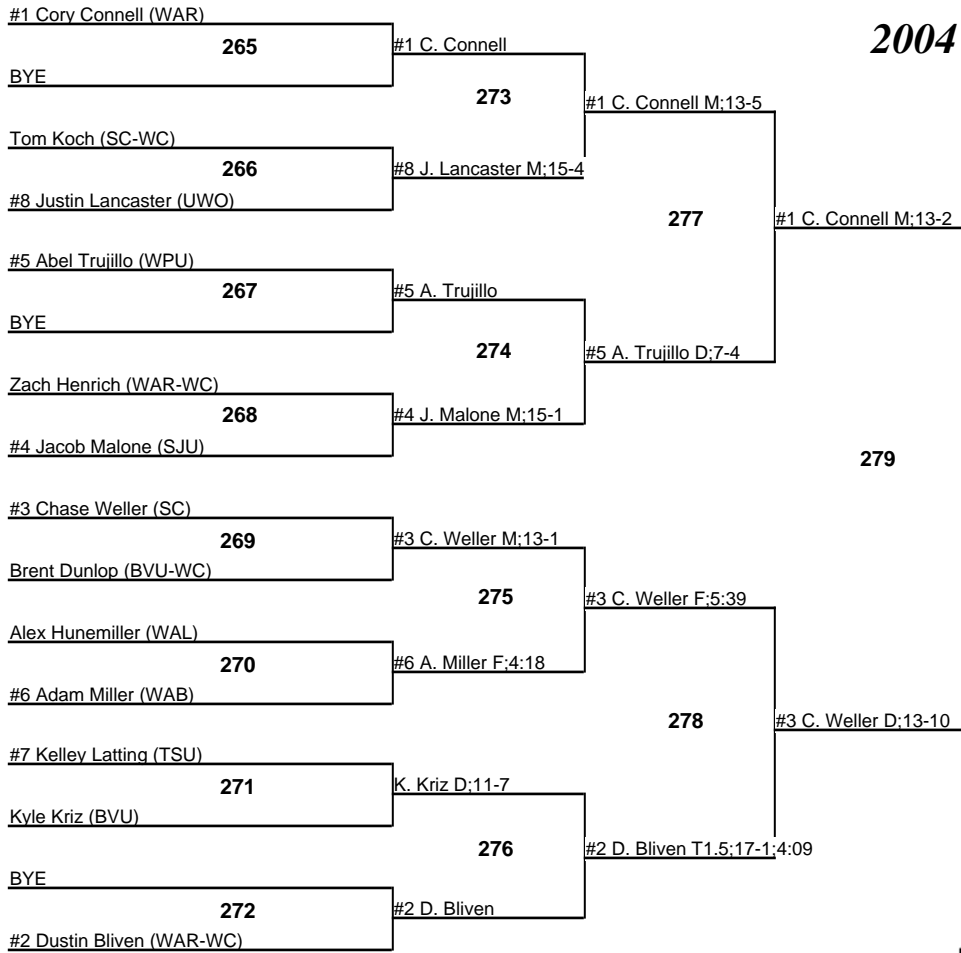 #1 Cory Connell (WAR)
2004
265
#1 C. Connell
BYE
273
#1 C. Connell M;13-5
Tom Koch (SC-WC)
266
#8 J. Lancaster M;15-4
#8 Justin Lancaster (UWO)
277
#1 C. Connell M;13-2
#5 Abel Trujillo (WPU)
267
#5 A. Trujillo
BYE
274
#5 A. Trujillo D;7-4
Zach Henrich (WAR-WC)
268
#4 J. Malone M;15-1
#4 Jacob Malone (SJU)
279
#3 Chase Weller (SC)
269
#3 C. Weller M;13-1
Brent Dunlop (BVU-WC)
275
#3 C. Weller F;5:39
Alex Hunemiller (WAL)
270
#6 A. Miller F;4:18
#6 Adam Miller (WAB)
278
#3 C. Weller D;13-10
#7 Kelley Latting (TSU)
271
K. Kriz D;11-7
Kyle Kriz (BVU)
276
#2 D. Bliven T1.5;17-1;4:09
BYE
272
#2 D. Bliven
#2 Dustin Bliven (WAR-WC)